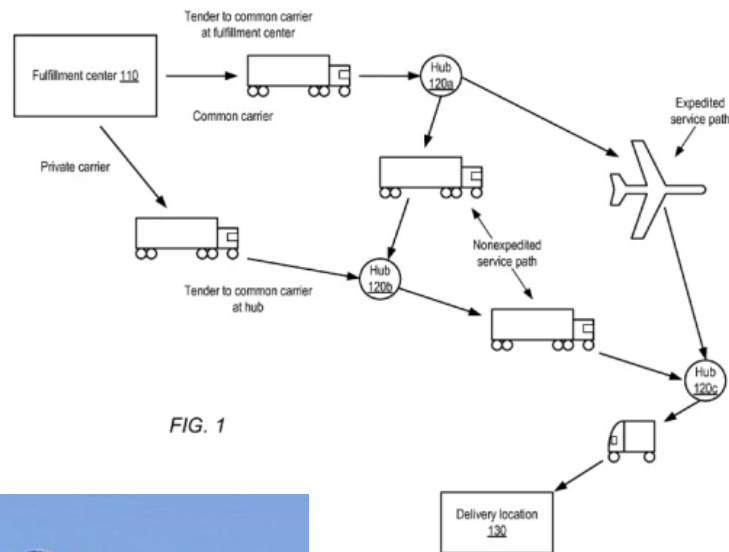 Tender to common carrier
at fulfillment center
Fulfillment center 110
Hub
120a
Common carrier
Expedited
service path
Private carrier
Nonexpedited
service path
Hub
120b
Tender to common carrier
at hub
Hub
120c
FIG. 1
Delivery location
130